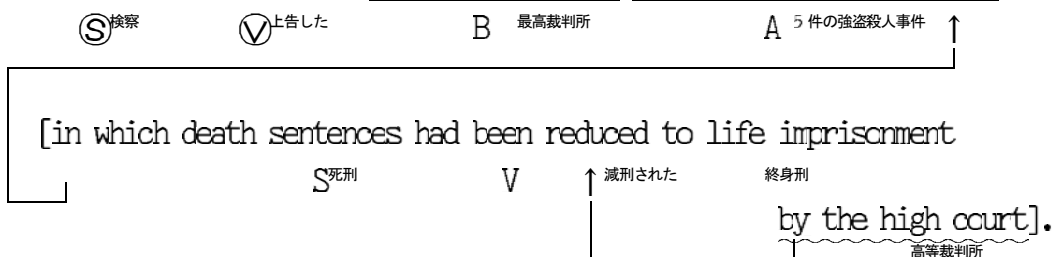 Ⓢ検察 Ⓥ上告した B 最高裁判所 A 5件の強盗殺人事件 ↑
[in which death sentences had been reduced to life imprisonment
S死刑 V ↑減刑された 終身刑
by the high court].
高等裁判所